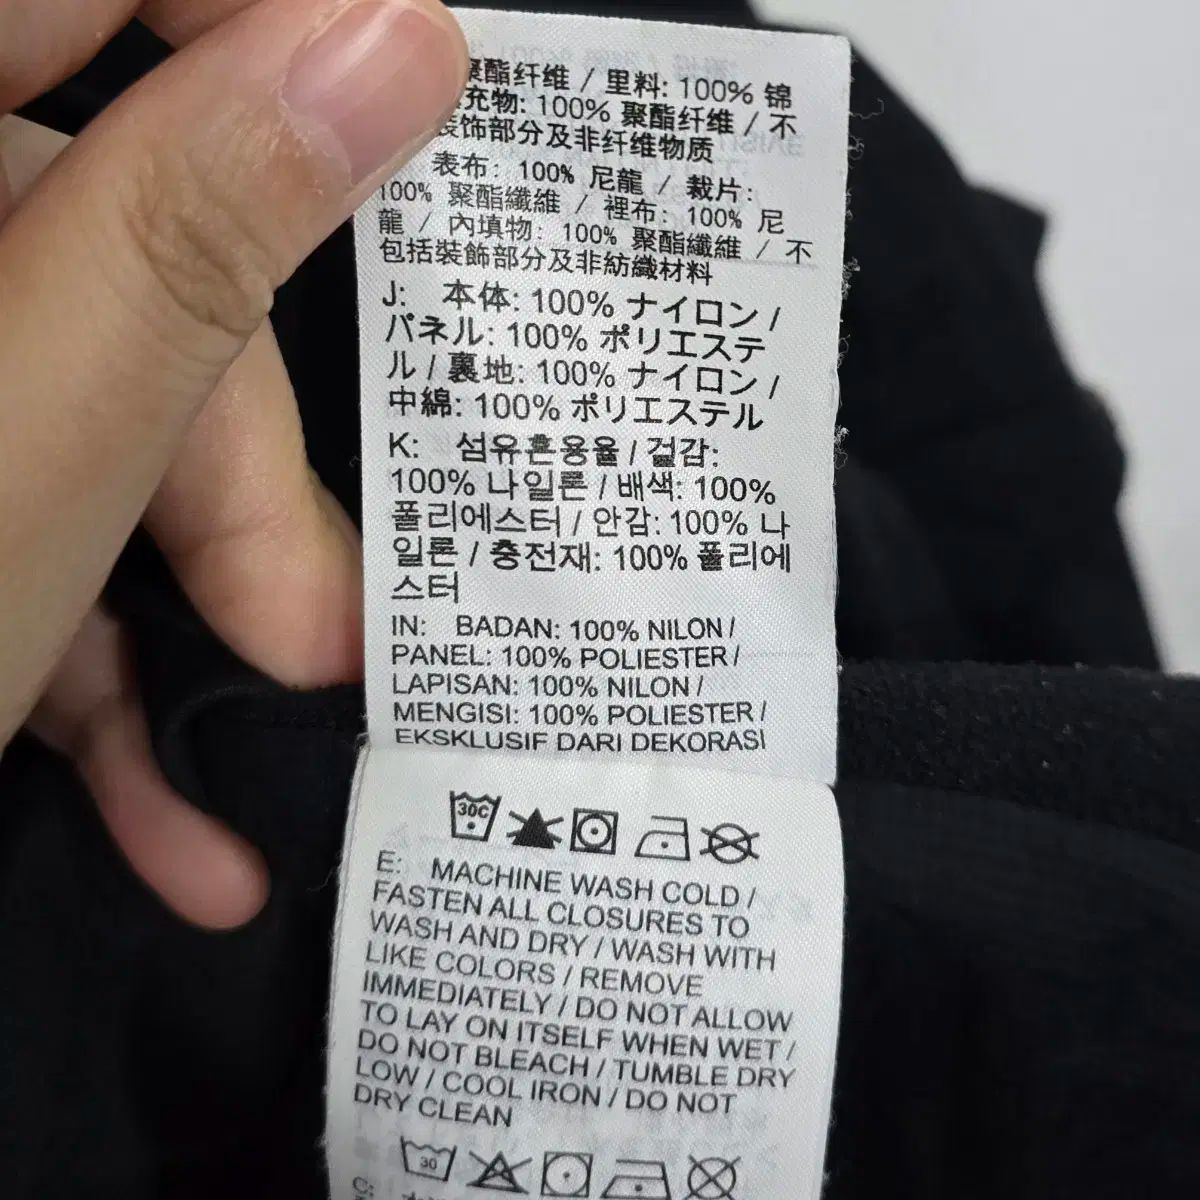 聚酯纤维 / 里料: 100% 锦
充物: 100% 聚酯纤维 / 不
装饰部分及非纤维物质
表布: 100% 尼龍 / 裁片:
100% 聚酯纖維 / 裡布: 100% 尼
龍 / 內填物: 100% 聚酯纖維 / 不
包括裝飾部分及非紡織材料
J: 本体: 100% ナイロン /
パネル: 100% ポリエステ
ル / 裏地: 100% ナイロン /
中綿: 100% ポリエステル
K: 섬유혼용율 / 겉감:
100% 나일론 / 배색: 100%
폴리에스터 / 안감: 100% 나
일론 / 충전재: 100% 폴리에
스터
IN: BADAN: 100% NILON /
PANEL: 100% POLIESTER /
LAPISAN: 100% NILON /
MENGISI: 100% POLIESTER /
EKSKLUSIF DARI DEKORASI
30C
E: MACHINE WASH COLD /
FASTEN ALL CLOSURES TO
WASH AND DRY / WASH WITH
LIKE COLORS / REMOVE
IMMEDIATELY / DO NOT ALLOW
TO LAY ON ITSELF WHEN WET /
DO NOT BLEACH / TUMBLE DRY
LOW / COOL IRON / DO NOT
DRY CLEAN
30